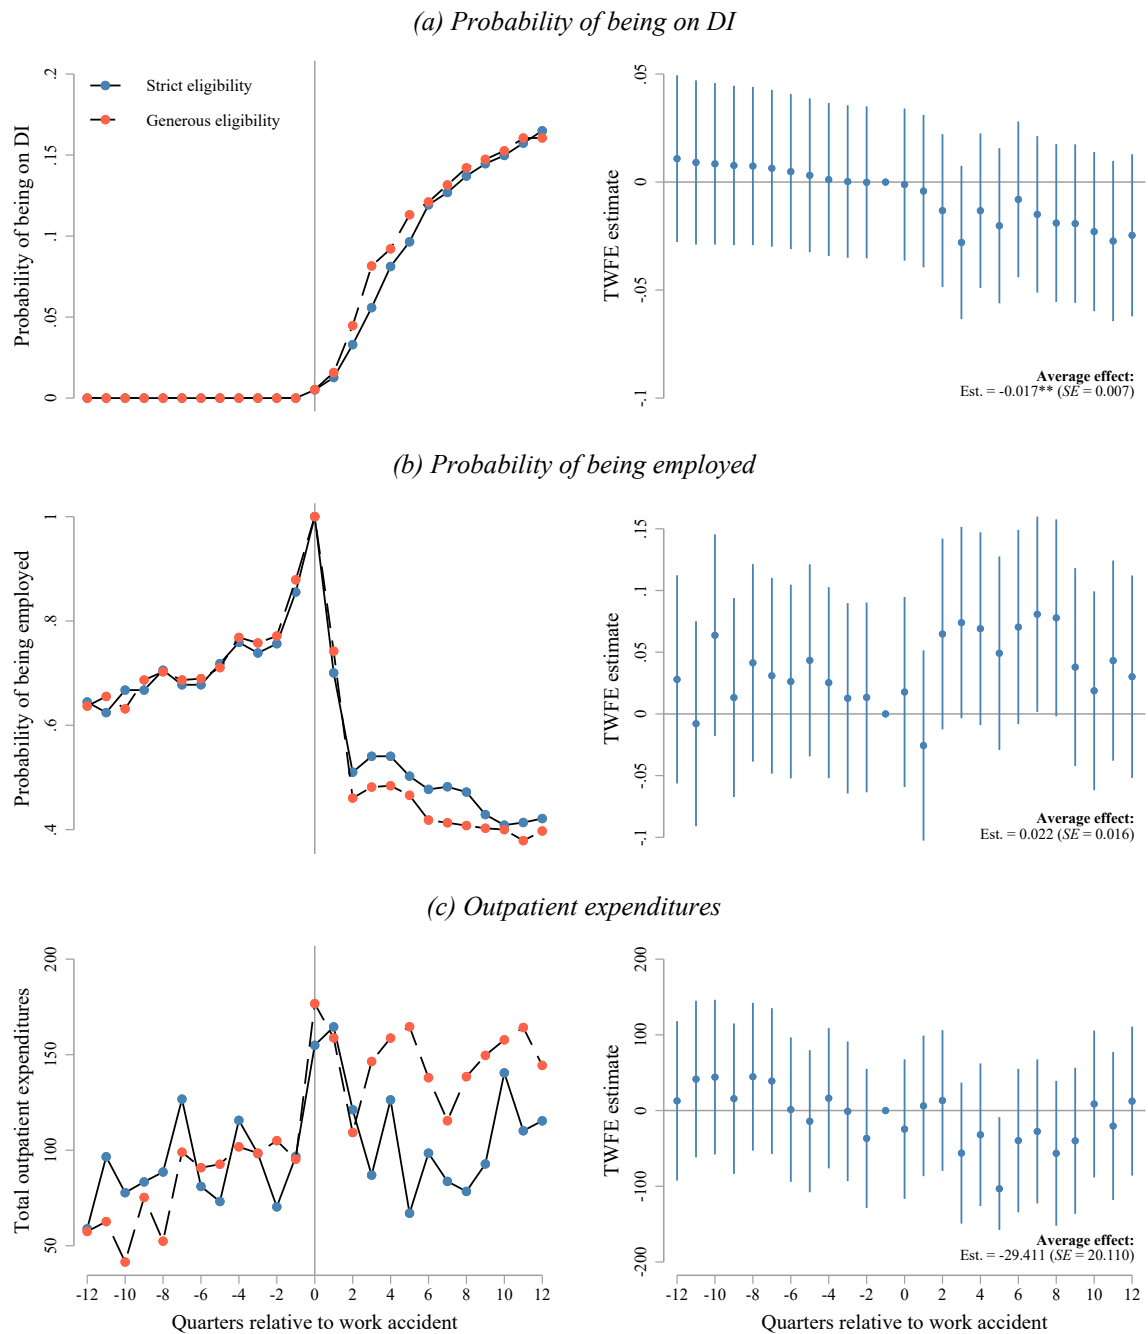 (a) Probability of being on DI
Strict eligibility
Generous eligibility
Probability of being on DI
.2
.15
.1
.05
0
TWFE estimate
.05
0
-.05
-.1
Average effect:
Est. = -0.017** (SE = 0.007)
(b) Probability of being employed
Probability of being employed
1
.8
.6
.4
TWFE estimate
.15
.1
.05
0
-.05
-.1
Average effect:
Est. = 0.022 (SE = 0.016)
(c) Outpatient expenditures
Total outpatient expenditures
200
150
100
50
-12 -10 -8 -6 -4 -2 0 2 4 6 8 10 12
Quarters relative to work accident
TWFE estimate
200
100
0
-100
-200
Average effect:
Est. = -29.411 (SE = 20.110)
-12 -10 -8 -6 -4 -2 0 2 4 6 8 10 12
Quarters relative to work accident